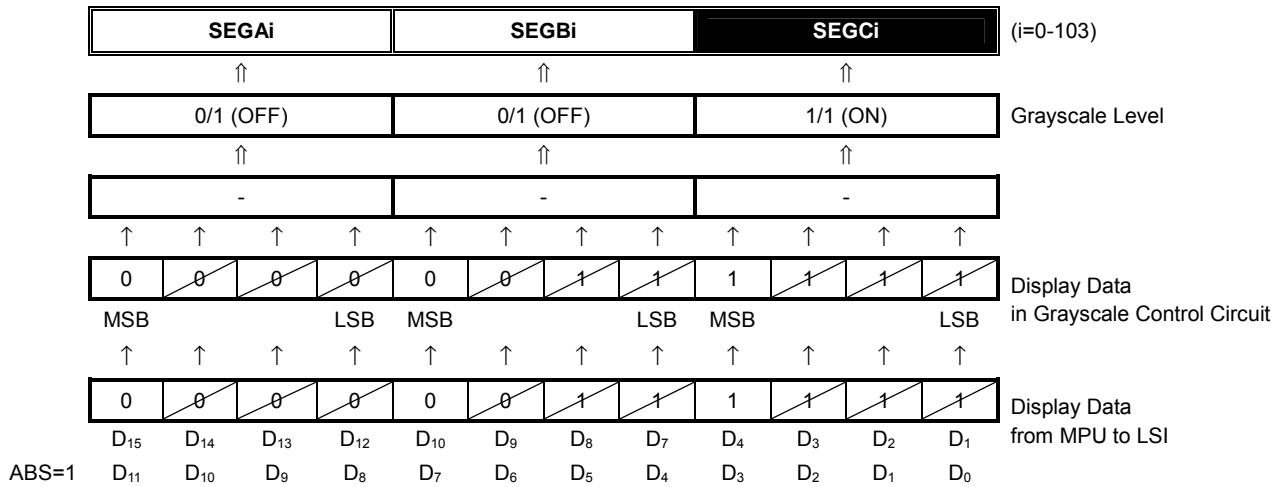 SEGAi SEGBi SEGCi (i=0-103)
⇑ ⇑ ⇑
0/1 (OFF) 0/1 (OFF) 1/1 (ON) Grayscale Level
⇑ ⇑ ⇑
- - -
↑ ↑ ↑ ↑ ↑ ↑ ↑ ↑ ↑ ↑ ↑ ↑
0 0 0 0 0 0 1 1 1 1 1 1 Display Data
in Grayscale Control Circuit
MSB LSB MSB LSB MSB LSB
↑ ↑ ↑ ↑ ↑ ↑ ↑ ↑ ↑ ↑ ↑ ↑
0 0 0 0 0 0 1 1 1 1 1 1 Display Data
from MPU to LSI
D15 D14 D13 D12 D10 D9 D8 D7 D4 D3 D2 D1
ABS=1 D11 D10 D9 D8 D7 D6 D5 D4 D3 D2 D1 D0